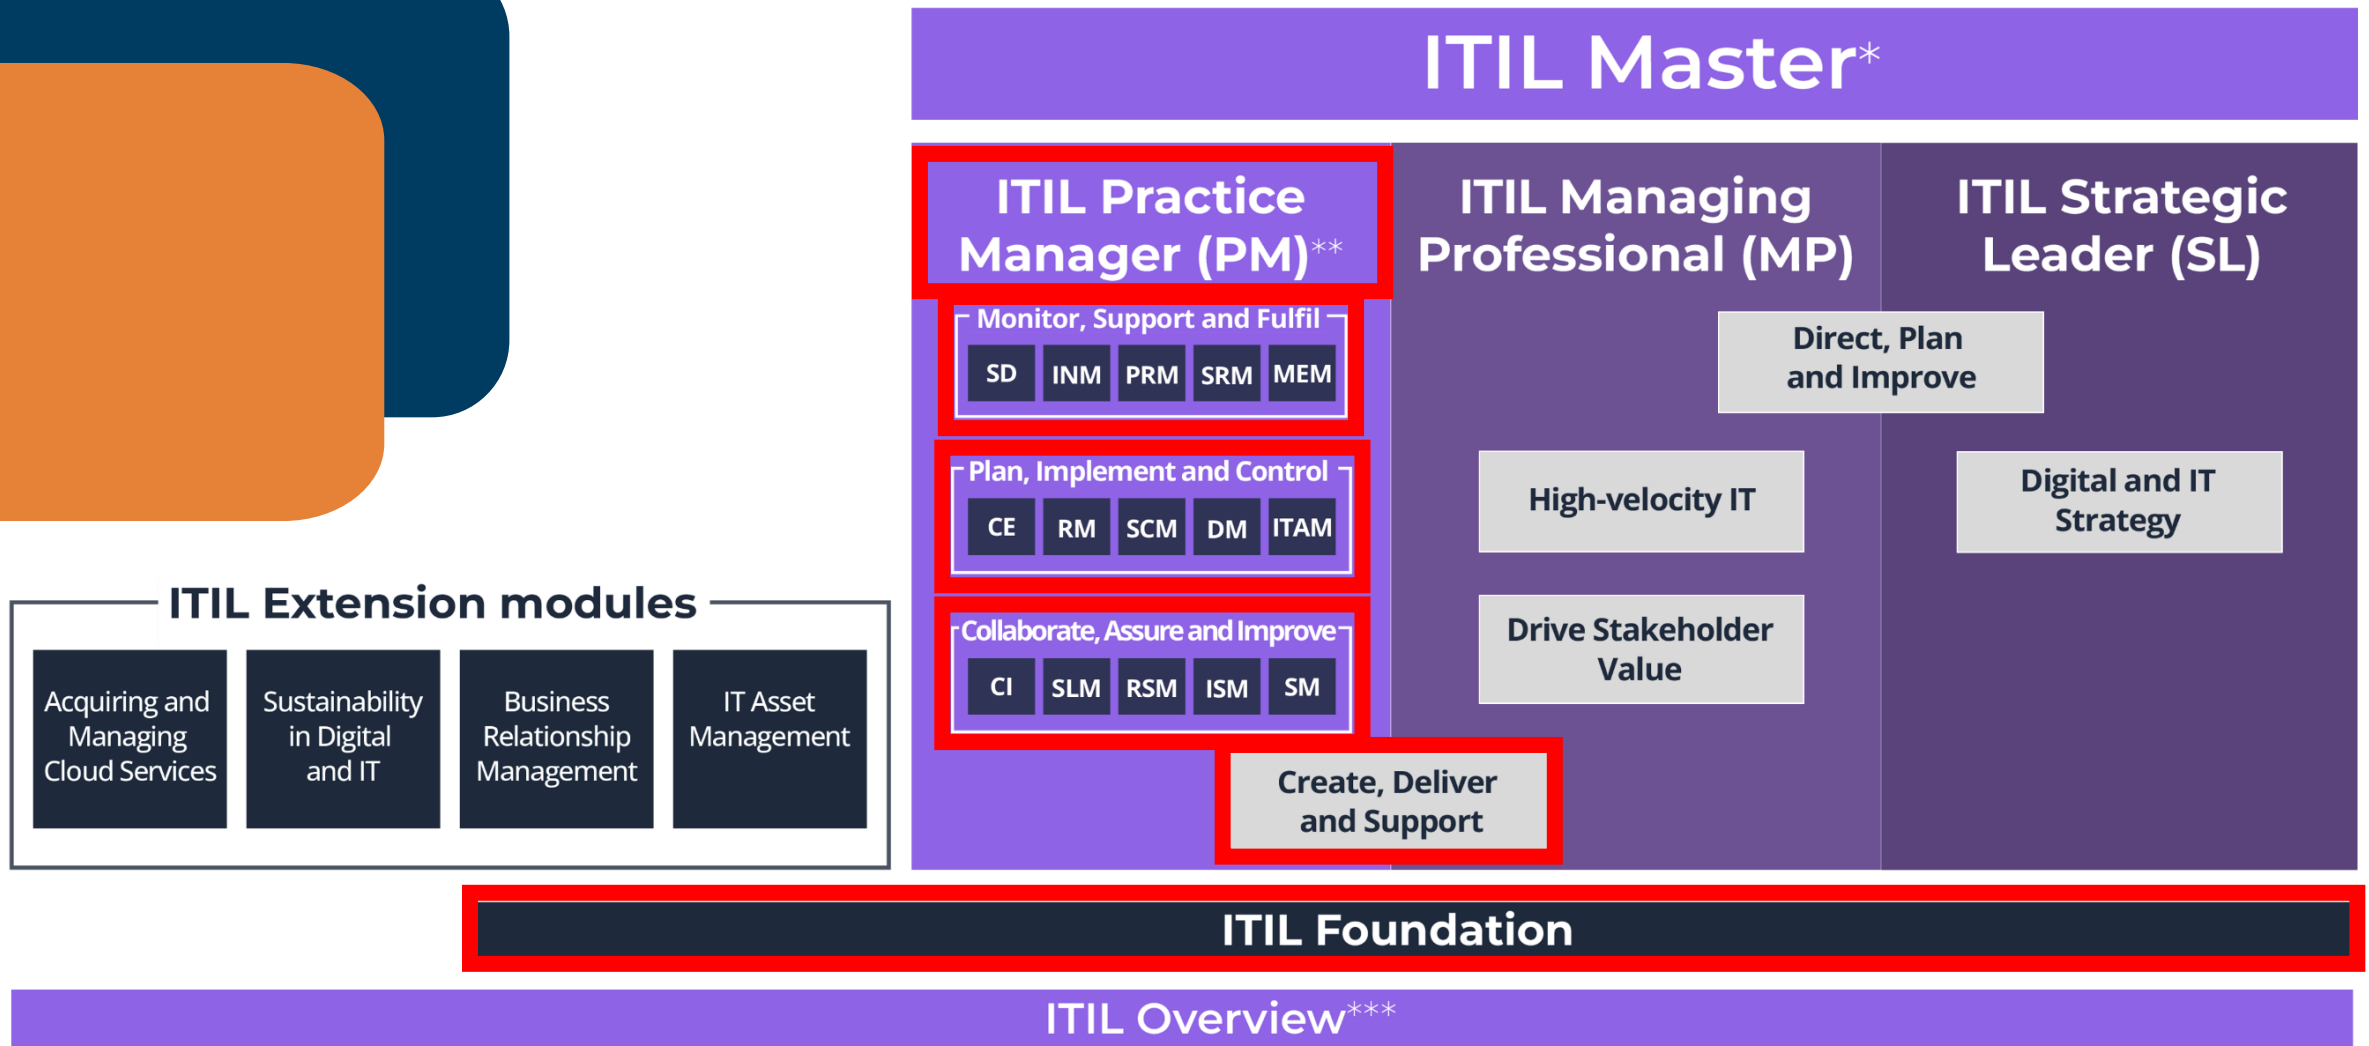 ITIL Master*
ITIL Practice
Manager (PM)**
Monitor, Support and Fulfil
SD INM PRM SRM MEM
Plan, Implement and Control
CE RM SCM DM ITAM
Collaborate, Assure and Improve
CI SLM RSM ISM SM
ITIL Managing
Professional (MP)
ITIL Strategic
Leader (SL)
Direct, Plan
and Improve
High-velocity IT
Digital and IT
Strategy
Drive Stakeholder
Value
Create, Deliver
and Support
ITIL Extension modules
Acquiring and
Managing
Cloud Services
Sustainability
in Digital
and IT
Business
Relationship
Management
IT Asset
Management
ITIL Foundation
ITIL Overview***